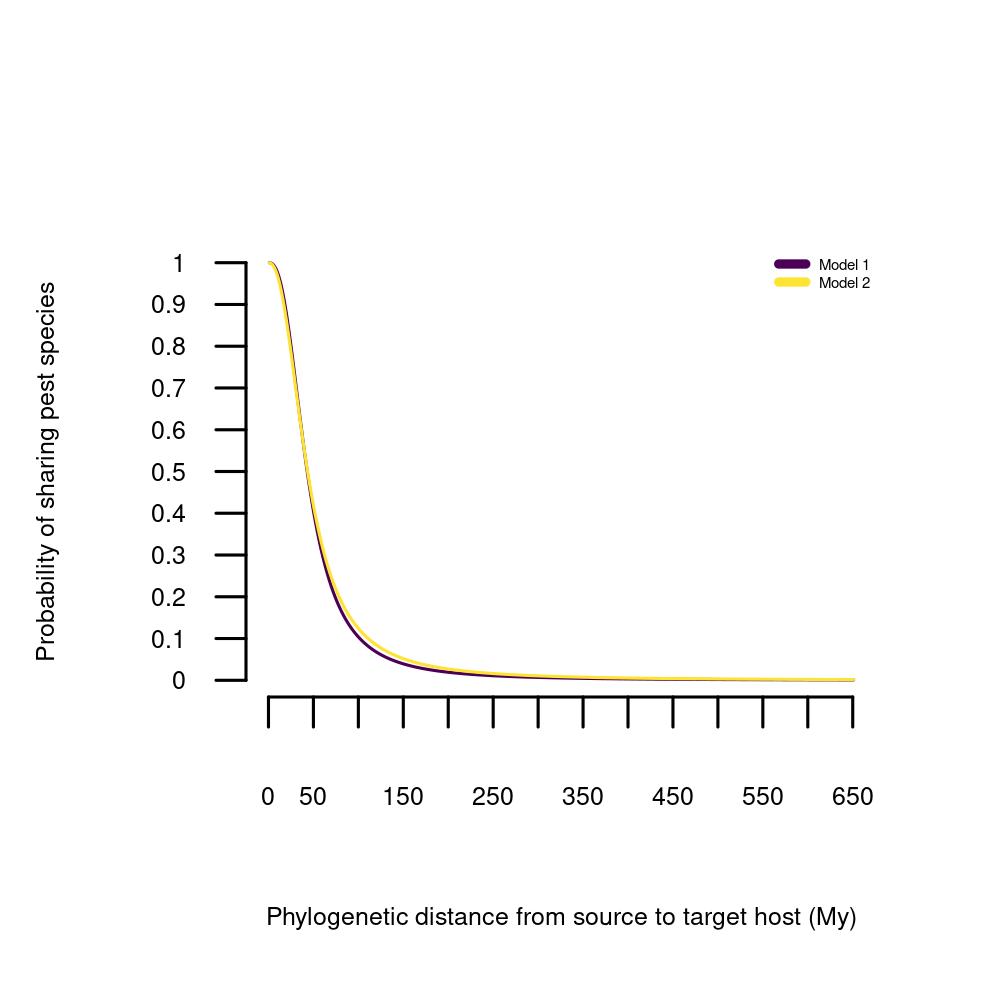 Model 1
Model 2
Probability of sharing pest species
1
0.9
0.8
0.7
0.6
0.5
0.4
0.3
0.2
0.1
0
0 50 150 250 350 450 550 650
Phylogenetic distance from source to target host (My)